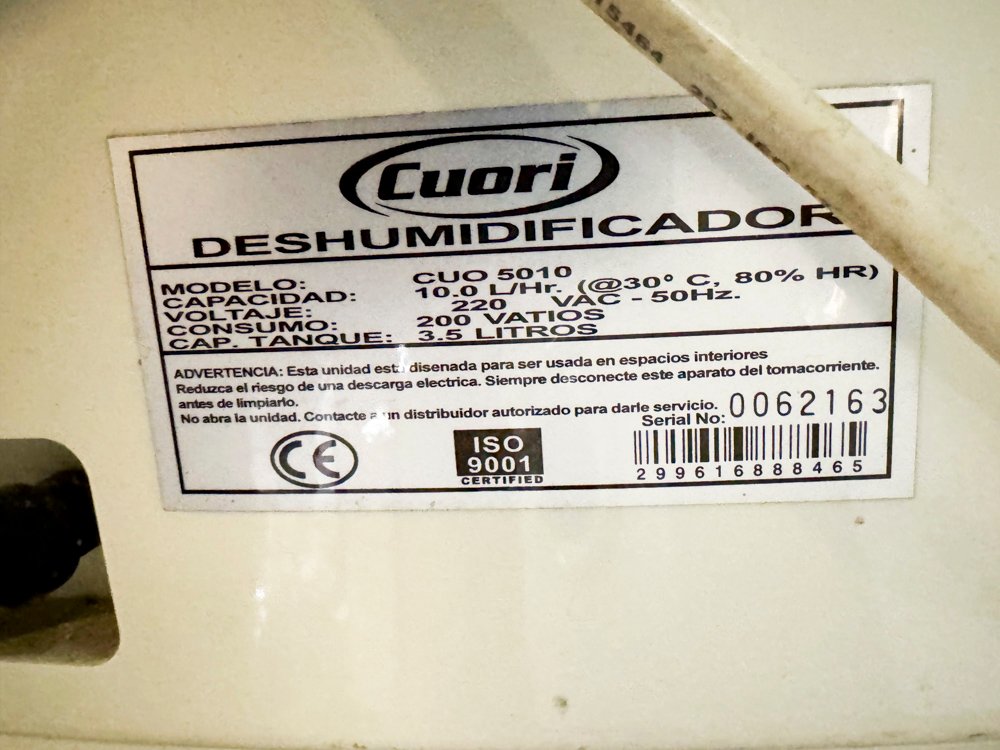 15464
Cuori
DESHUMIDIFICADOR
MODELO: CUO 5010
CAPACIDAD: 10.0 L/Hr. (@30° C, 80% HR)
VOLTAJE: 220 VAC - 50Hz.
CONSUMO: 200 VATIOS
CAP. TANQUE: 3.5 LITROS
ADVERTENCIA: Esta unidad está disenada para ser usada en espacios interiores
Reduzca el riesgo de una descarga electrica. Siempre desconecte este aparato del tomacorriente.
antes de limpiarlo.
No abra la unidad. Contacte a un distribuidor autorizado para darle servicio.
0062163
Serial No:
CE
ISO
9001
CERTIFIED
299616888465